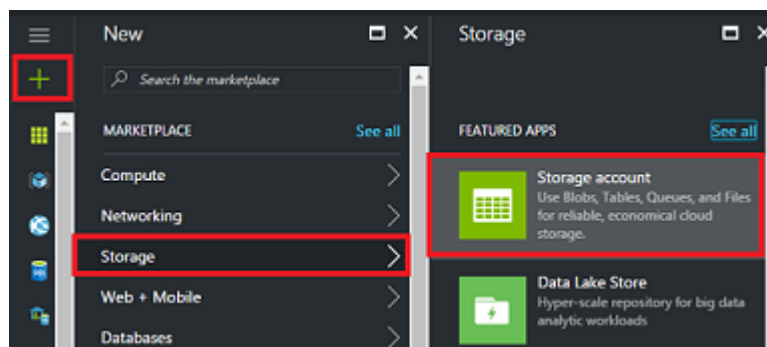 New
Search the marketplace
MARKETPLACE
See all
Compute
Networking
Storage
Web + Mobile
Databases
Storage
FEATURED APPS
See all
Storage account
Use Blobs, Tables, Queues, and Files
for reliable, economical cloud
storage.
Data Lake Store
Hyper-scale repository for big data
analytic workloads